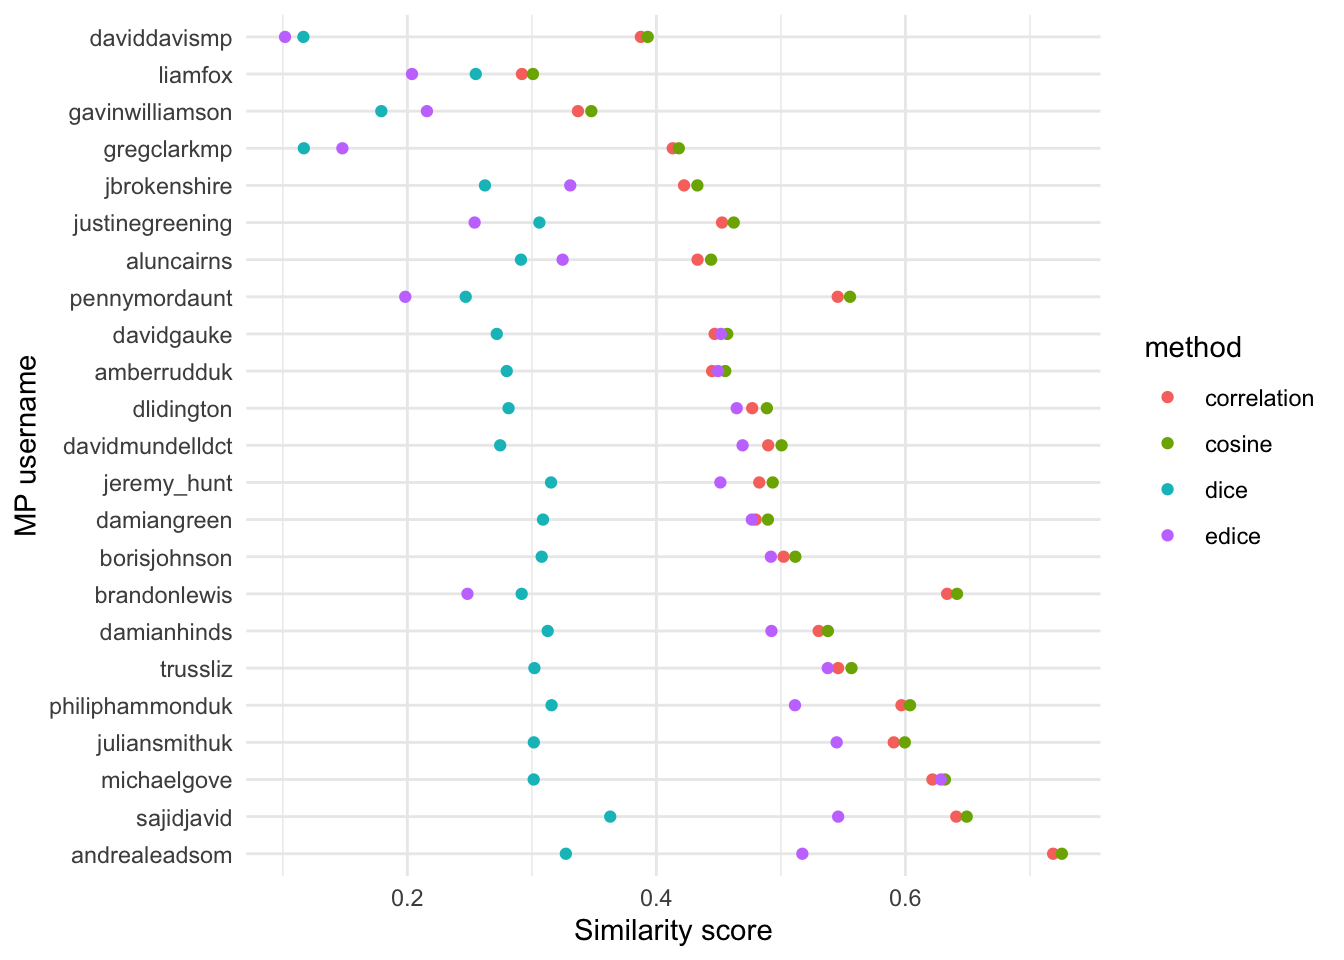 MP username
daviddavismp
liamfox
gavinwilliamson
gregclarkmp
jbrokenshire
justinegreening
aluncairns
pennymordaunt
davidgauke
amberrudduk
dlidington
davidmundelldct
jeremy_hunt
damiangreen
borisjohnson
brandonlewis
damianhinds
trussliz
philiphammonduk
juliansmithuk
michaelgove
sajidjavid
andrealeadsom
0.2 0.4 0.6
Similarity score
method
correlation
cosine
dice
edice